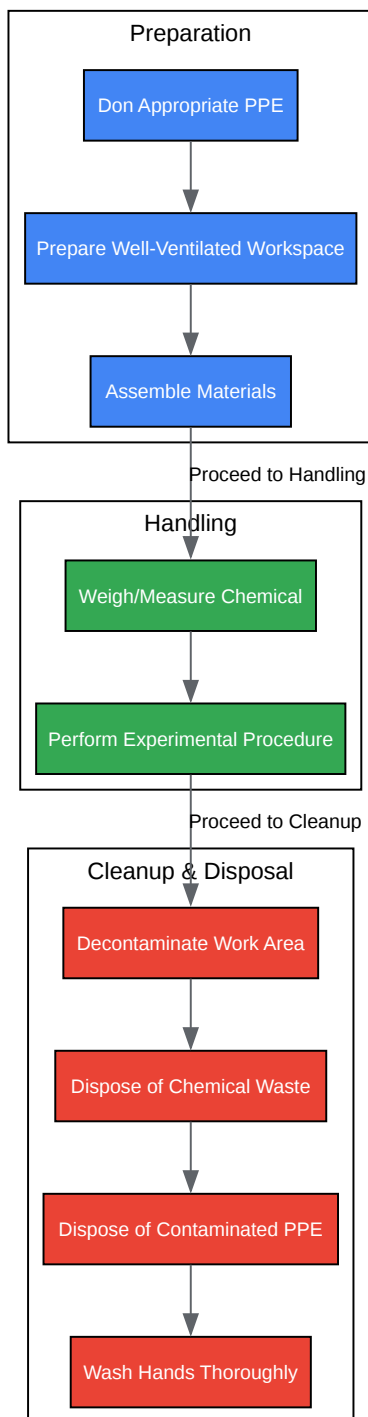 Preparation
Don Appropriate PPE
Prepare Well-Ventilated Workspace
Assemble Materials
Proceed to Handling
Handling
Weigh/Measure Chemical
Perform Experimental Procedure
Proceed to Cleanup
Cleanup & Disposal
Decontaminate Work Area
Dispose of Chemical Waste
Dispose of Contaminated PPE
Wash Hands Thoroughly